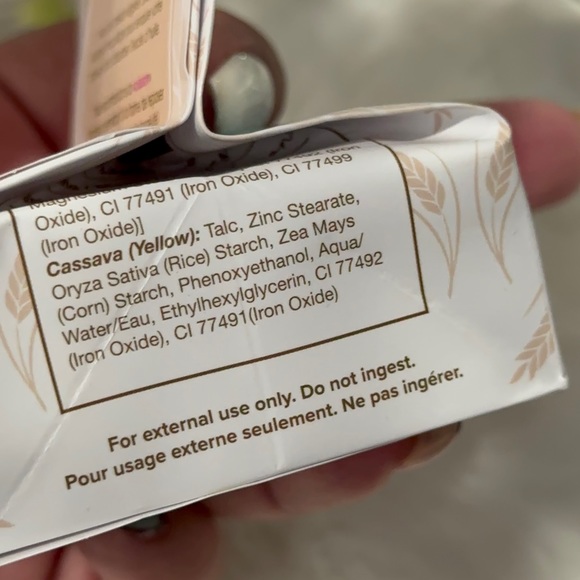 Oxide), CI 77491 (Iron Oxide), CI 77499
(Iron Oxide)]
Cassava (Yellow): Talc, Zinc Stearate,
Oryza Sativa (Rice) Starch, Zea Mays
(Corn) Starch, Phenoxyethanol, Aqua/
Water/Eau, Ethylhexylglycerin, CI 77492
(Iron Oxide), CI 77491(Iron Oxide)
For external use only. Do not ingest.
Pour usage externe seulement. Ne pas ingérer.